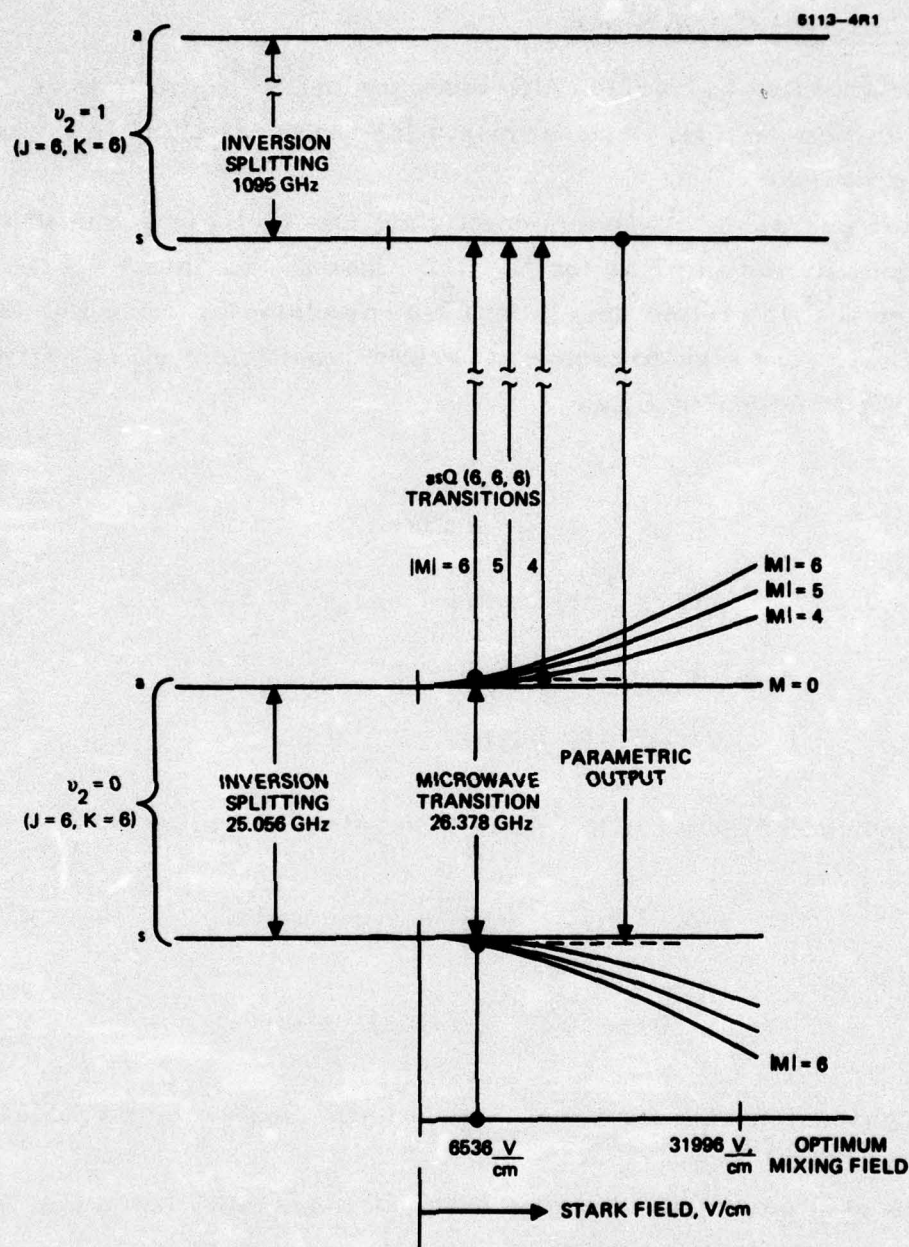 5113-4R1
a
υ2 = 1
(J = 6, K = 6)
INVERSION
SPLITTING
1095 GHz
s
asQ (6, 6, 6)
TRANSITIONS
|M| = 6 5 4
|M| = 6
|M| = 5
|M| = 4
a
M = 0
υ2 = 0
(J = 6, K = 6)
INVERSION
SPLITTING
25.056 GHz
MICROWAVE
TRANSITION
26.378 GHz
PARAMETRIC
OUTPUT
s
|M| = 6
6536 V/cm
31996 V/cm
OPTIMUM
MIXING FIELD
STARK FIELD, V/cm